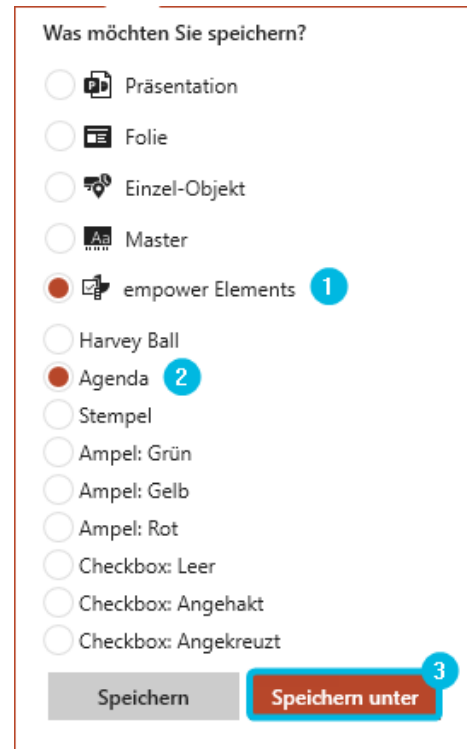 Was möchten Sie speichern?
Präsentation
Folie
Einzel-Objekt
Aa Master
empower Elements 1
Harvey Ball
Agenda 2
Stempel
Ampel: Grün
Ampel: Gelb
Ampel: Rot
Checkbox: Leer
Checkbox: Angehakt
Checkbox: Angekreuzt
3
Speichern Speichern unter